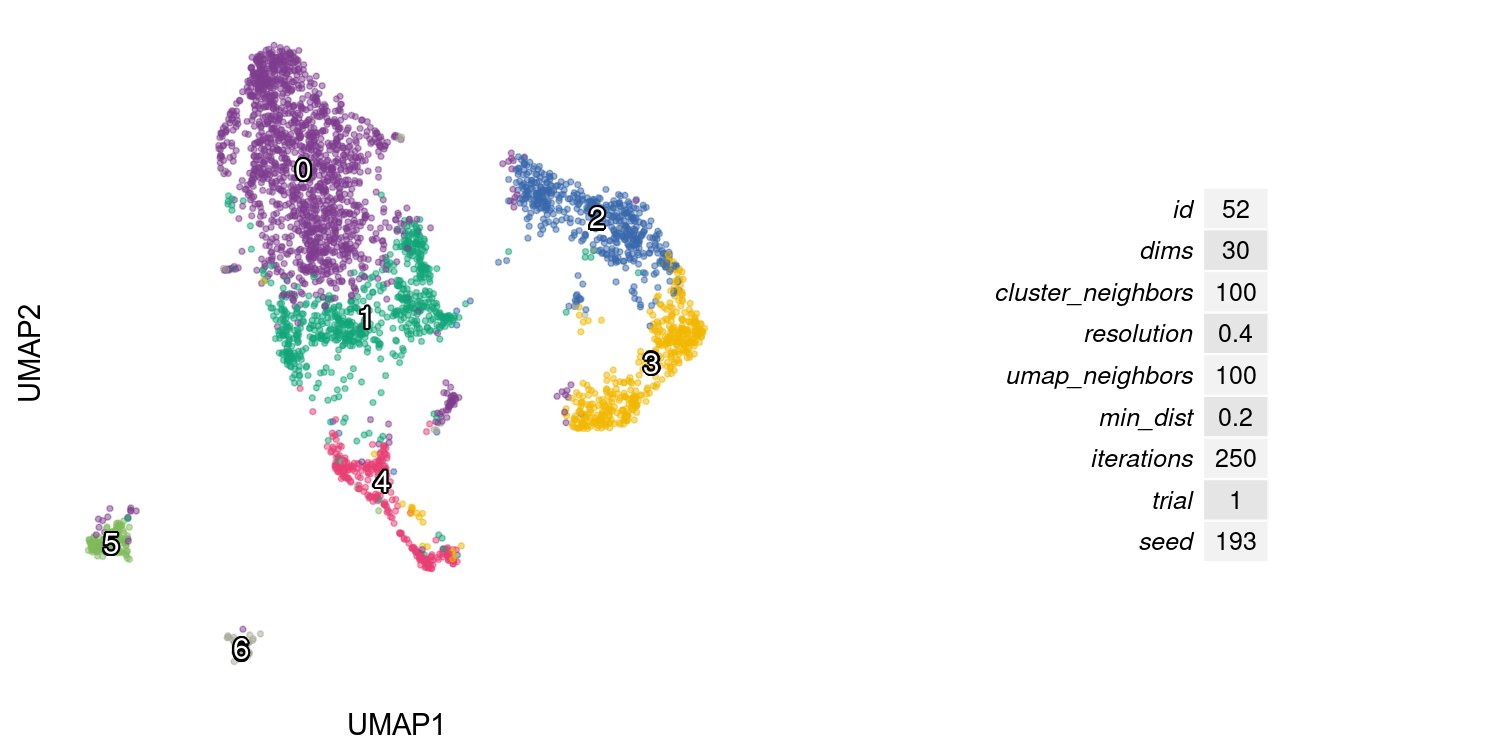 0
1
2
3
4
5
6
UMAP1
UMAP2
id 52
dims 30
cluster_neighbors 100
resolution 0.4
umap_neighbors 100
min_dist 0.2
iterations 250
trial 1
seed 193